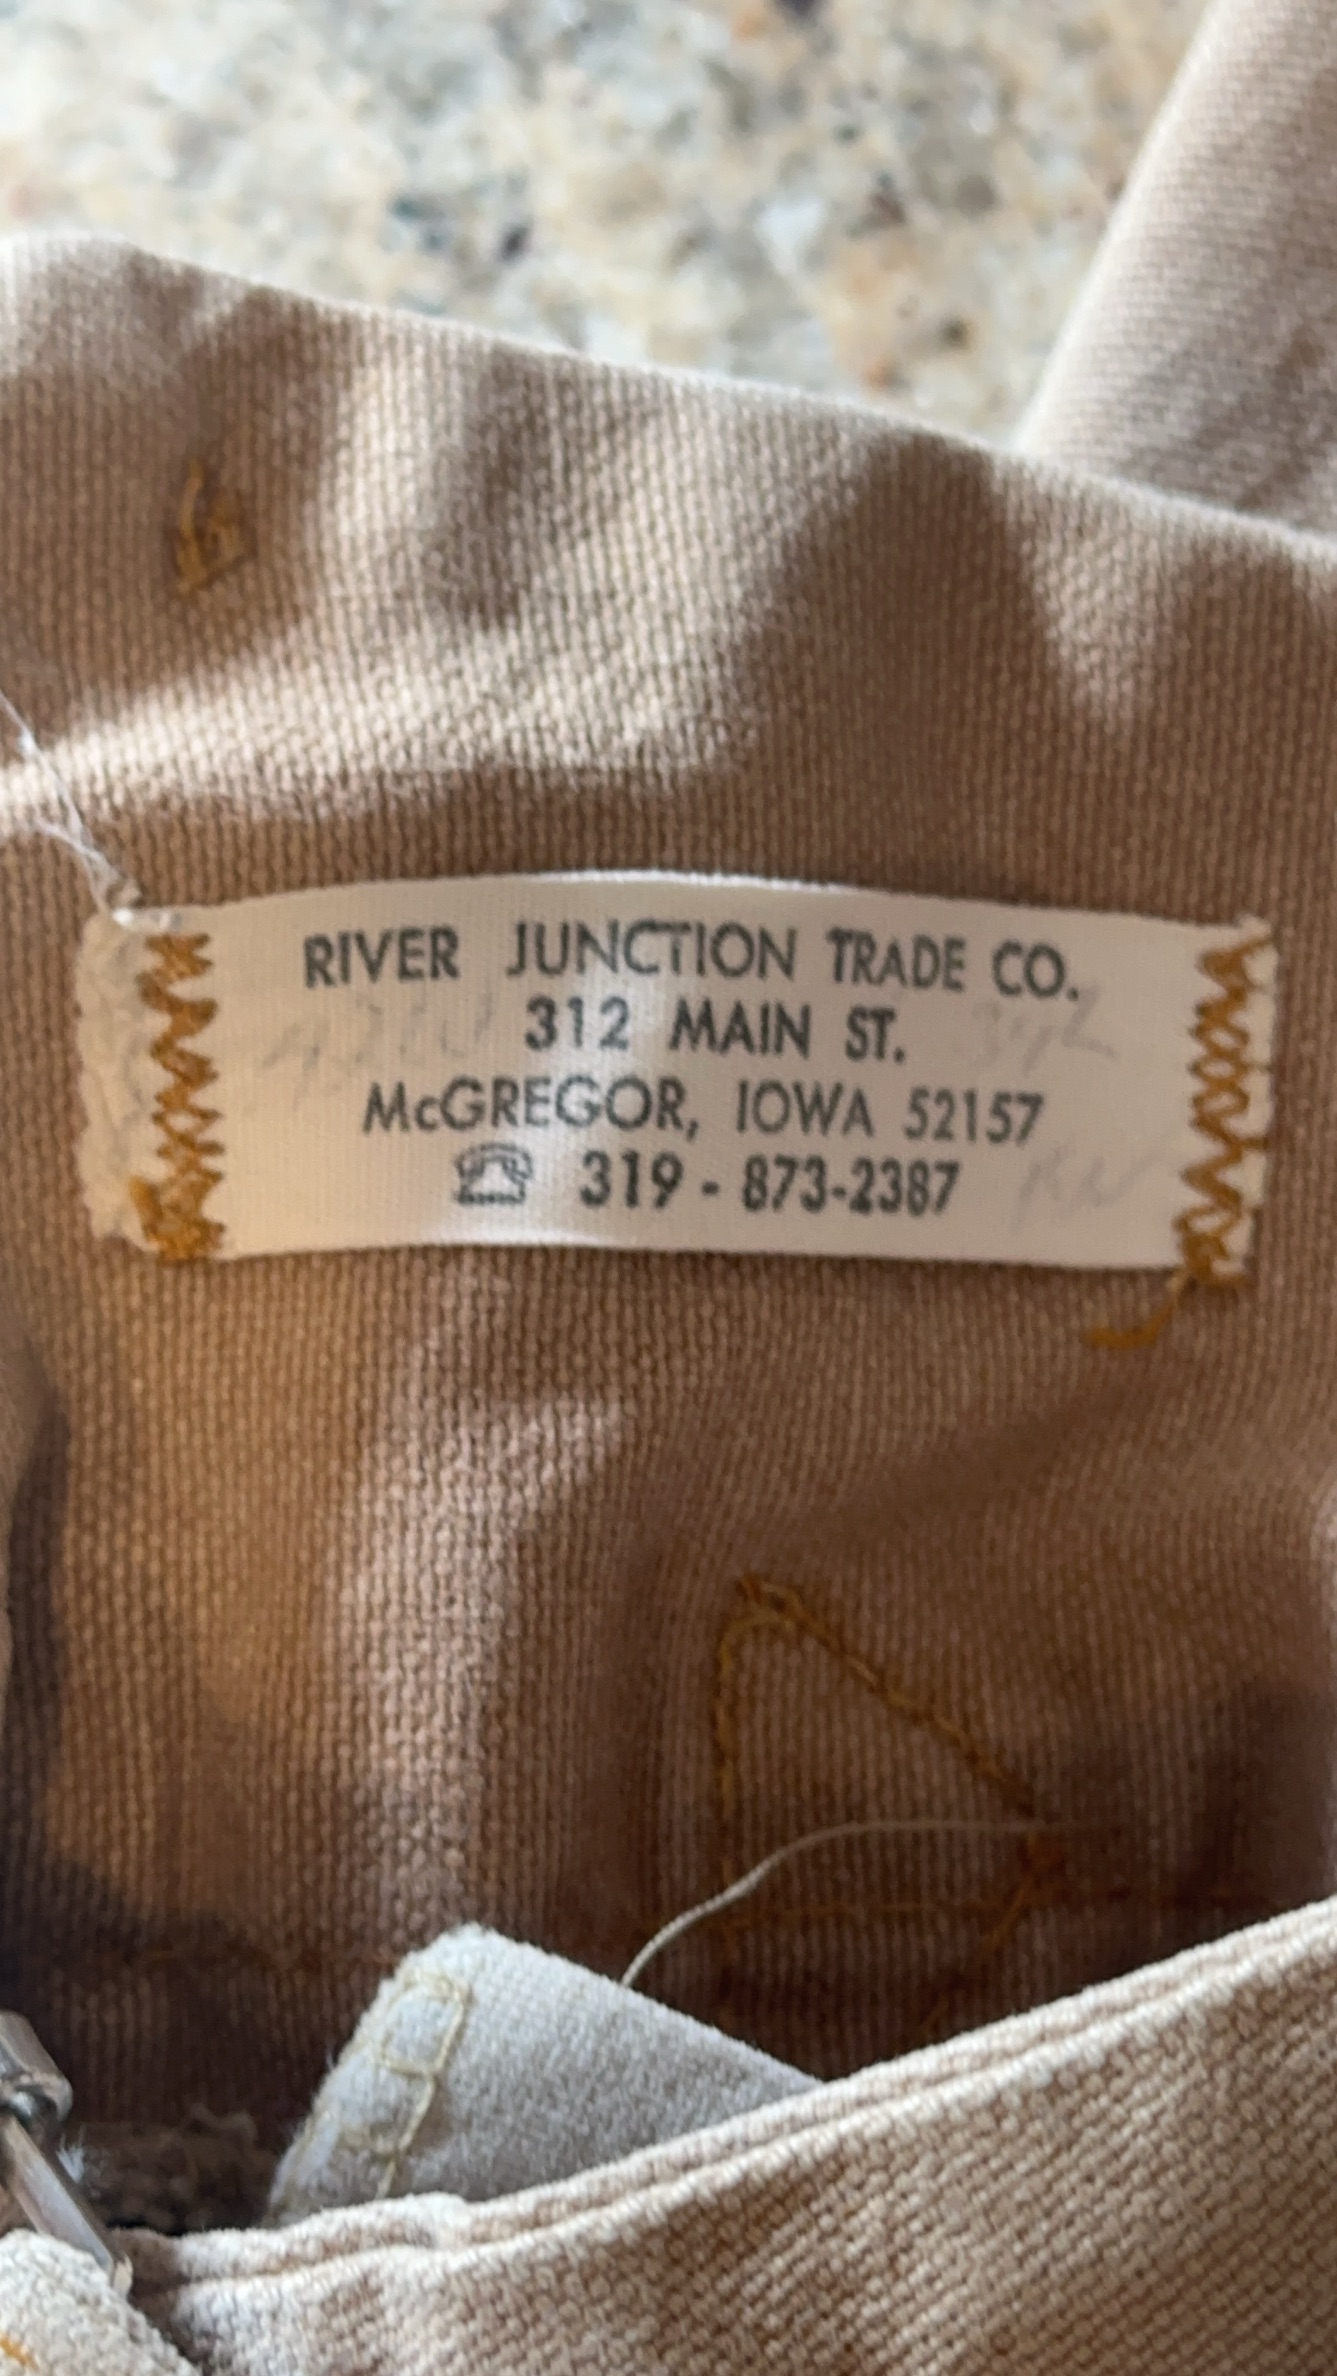 RIVER JUNCTION TRADE CO.
312 MAIN ST.
McGREGOR, IOWA 52157
☎ 319 - 873-2387